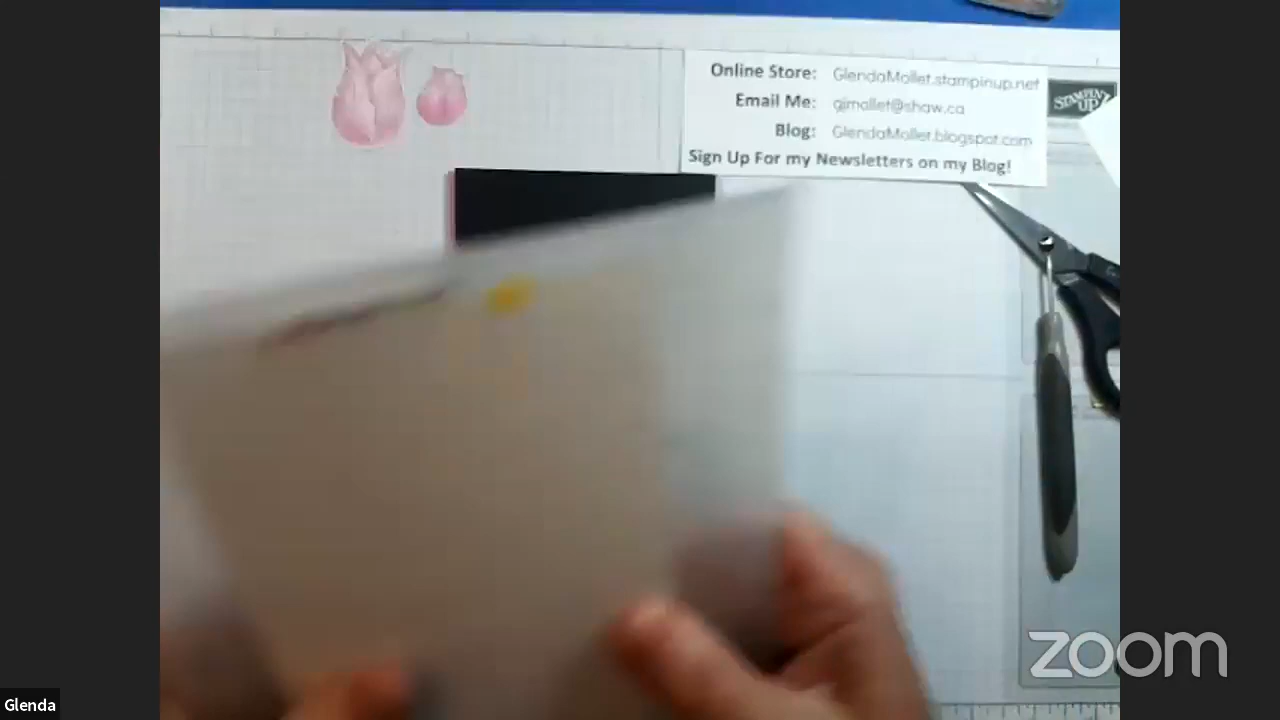 Online Store: GlendaMollet.stampinup.net
Email Me: gjmollet@shaw.ca
Blog: GlendaMollet.blogspot.com
Sign Up For my Newsletters on my Blog!
STAMPIN' UP!
zoom
Glenda